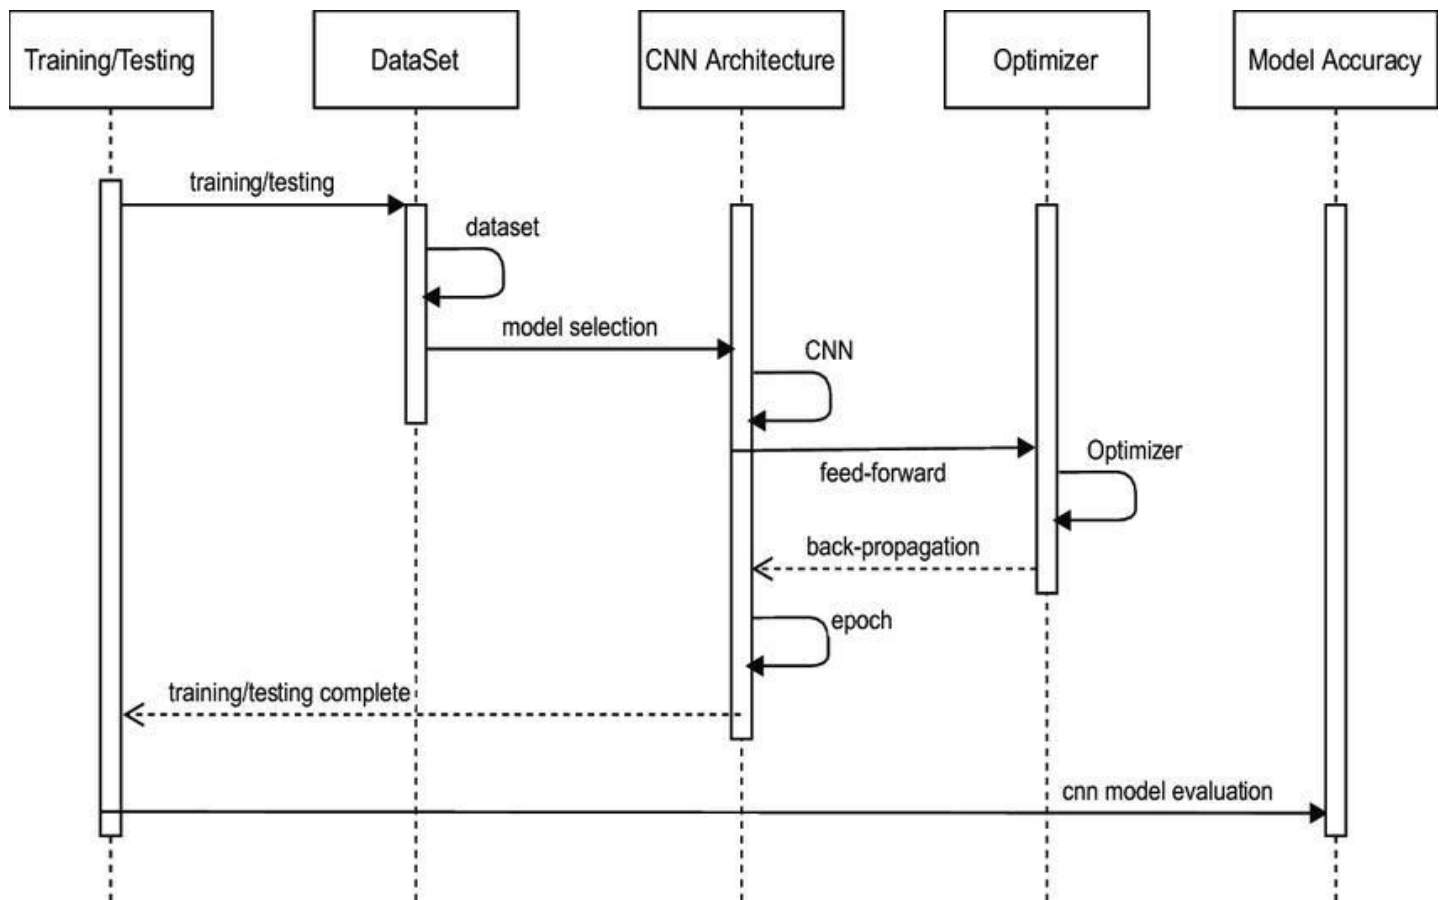 Training/Testing
DataSet
CNN Architecture
Optimizer
Model Accuracy
training/testing
dataset
model selection
CNN
Optimizer
feed-forward
back-propagation
epoch
training/testing complete
cnn model evaluation